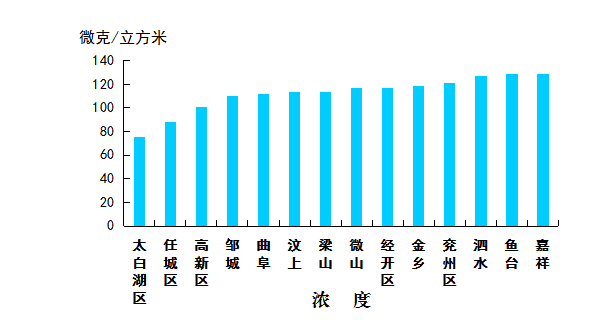 微克/立方米
140
120
100
80
60
40
20
0
太白湖区
任城区
高新区
邹城
曲阜
汶上
梁山
微山
经开区
金乡
兖州区
泗水
鱼台
嘉祥
浓 度